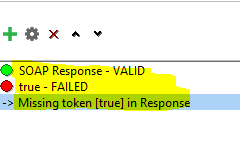 SOAP Response - VALID
true - FAILED
-> Missing token [true] in Response